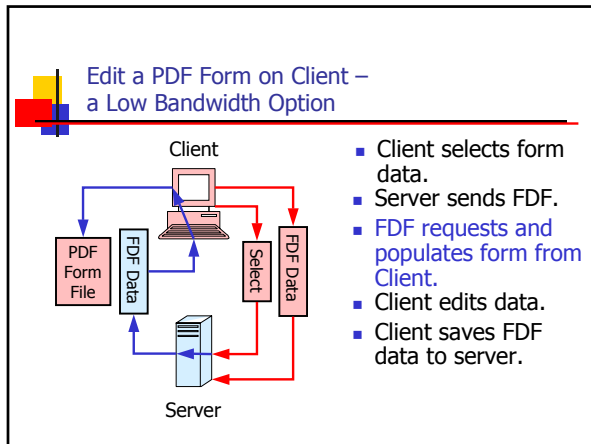 Edit a PDF Form on Client –
a Low Bandwidth Option
Client
PDF
Form
File
FDF Data
Select
FDF Data
Server
Client selects form
data.
Server sends FDF.
FDF requests and
populates form from
Client.
Client edits data.
Client saves FDF
data to server.